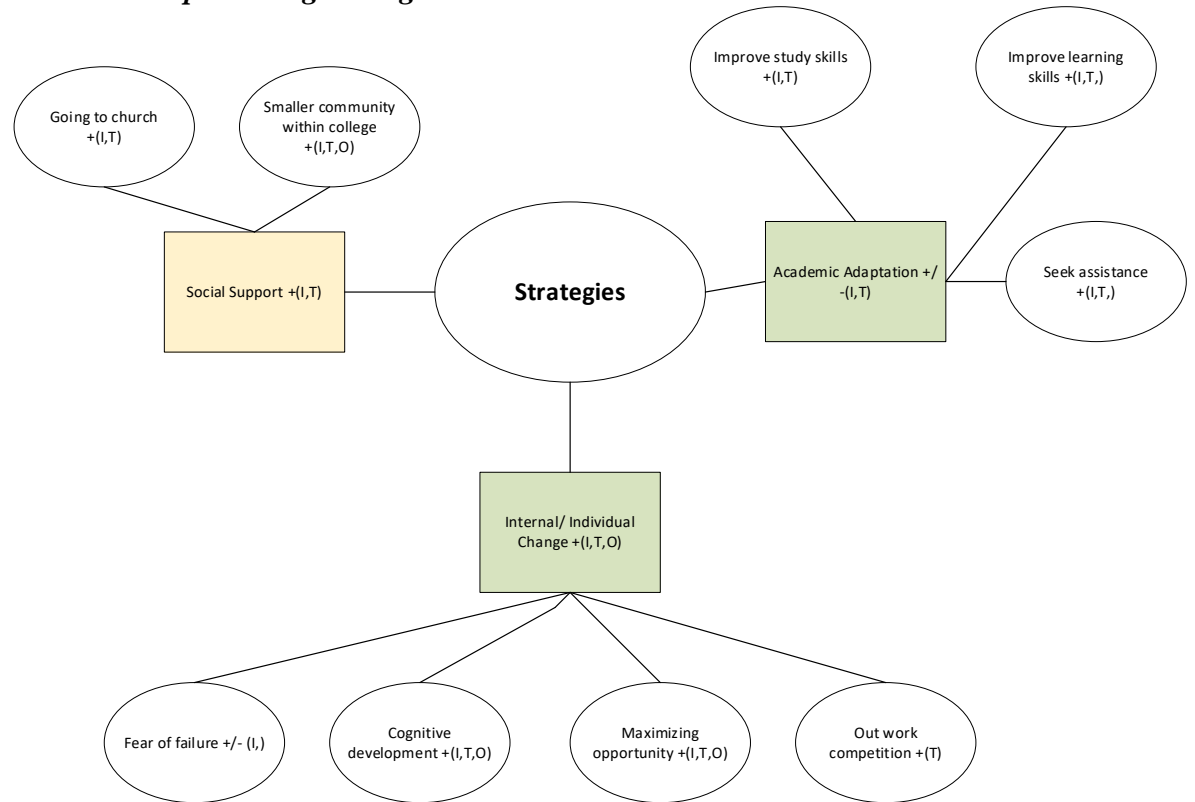 Improve study skills
+(I,T)
Improve learning
skills +(I,T,)
Going to church
+(I,T)
Smaller community
within college
+(I,T,O)
Social Support +(I,T)
Strategies
Academic Adaptation +/
-(I,T)
Seek assistance
+(I,T,)
Internal/ Individual
Change +(I,T,O)
Fear of failure +/- (I,)
Cognitive
development +(I,T,O)
Maximizing
opportunity +(I,T,O)
Out work
competition +(T)